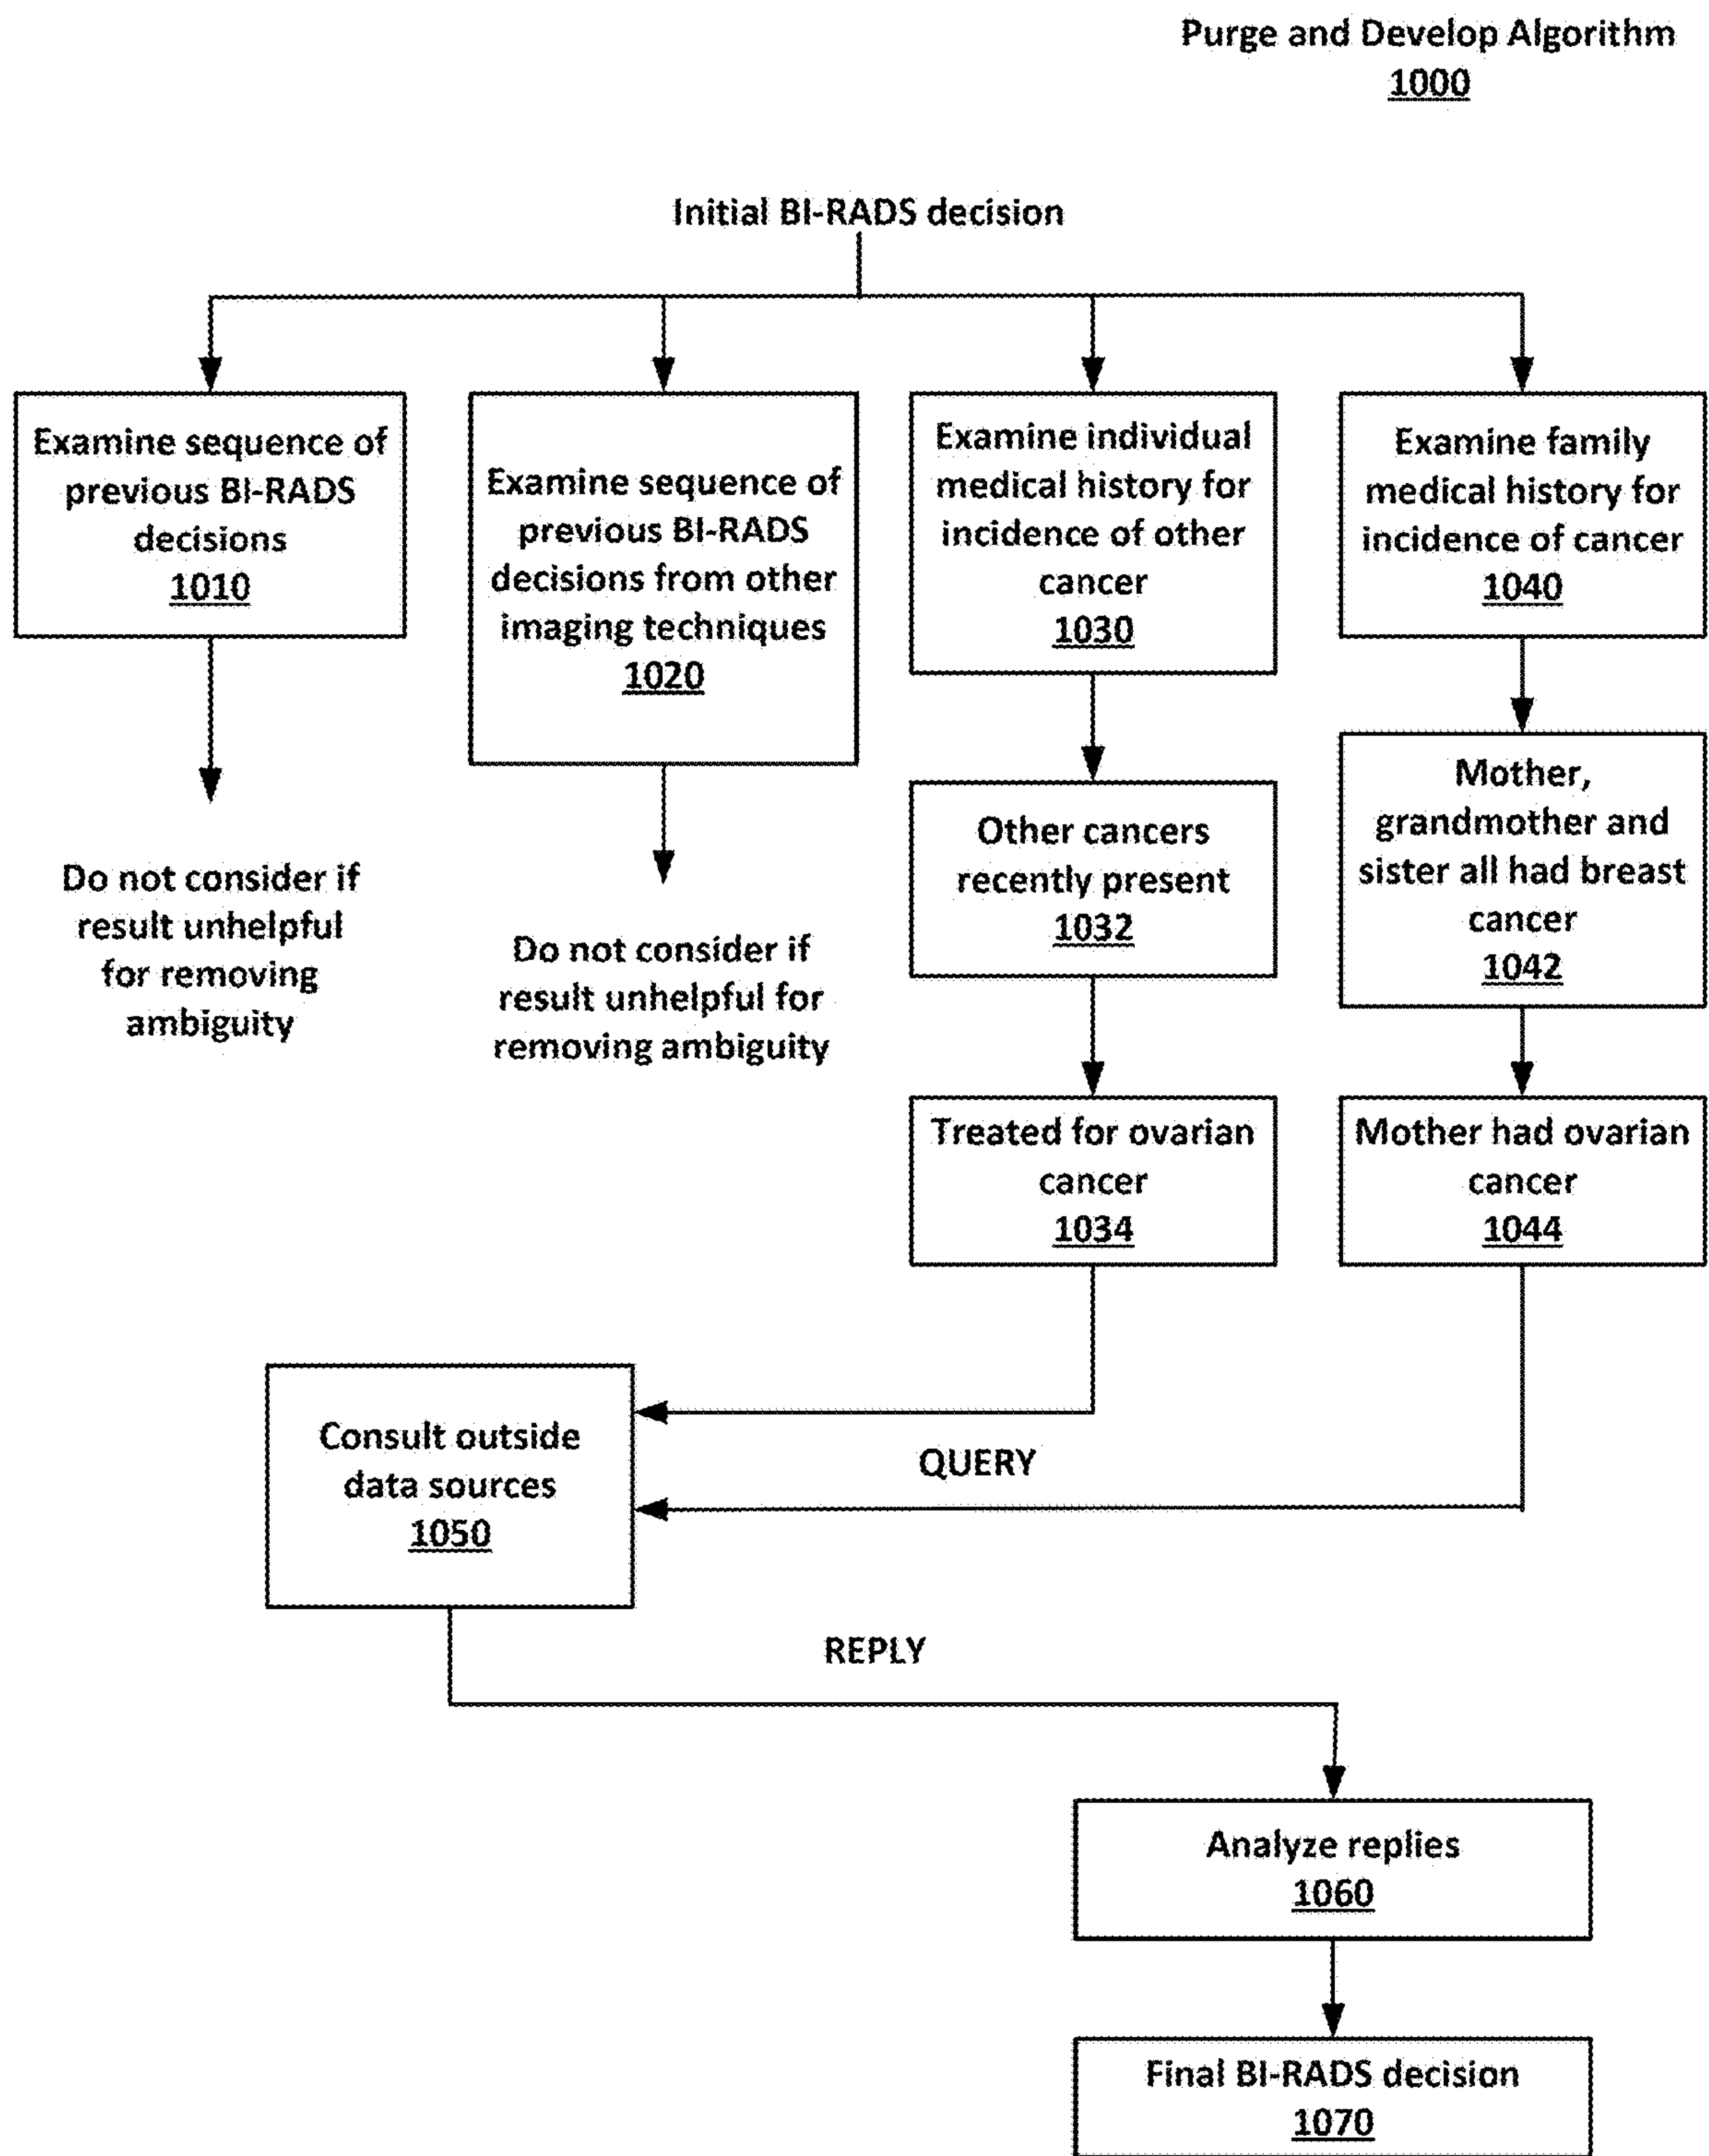 Purge and Develop Algorithm
1000
Initial BI-RADS decision
Examine sequence of
previous BI-RADS
decisions
1010
Examine sequence of
previous BI-RADS
decisions from other
imaging techniques
1020
Examine individual
medical history for
incidence of other
cancer
1030
Examine family
medical history for
incidence of cancer
1040
Do not consider if
result unhelpful
for removing
ambiguity
Do not consider if
result unhelpful for
removing ambiguity
Other cancers
recently present
1032
Mother,
grandmother and
sister all had breast
cancer
1042
Treated for ovarian
cancer
1034
Mother had ovarian
cancer
1044
Consult outside
data sources
1050
QUERY
REPLY
Analyze replies
1060
Final BI-RADS decision
1070